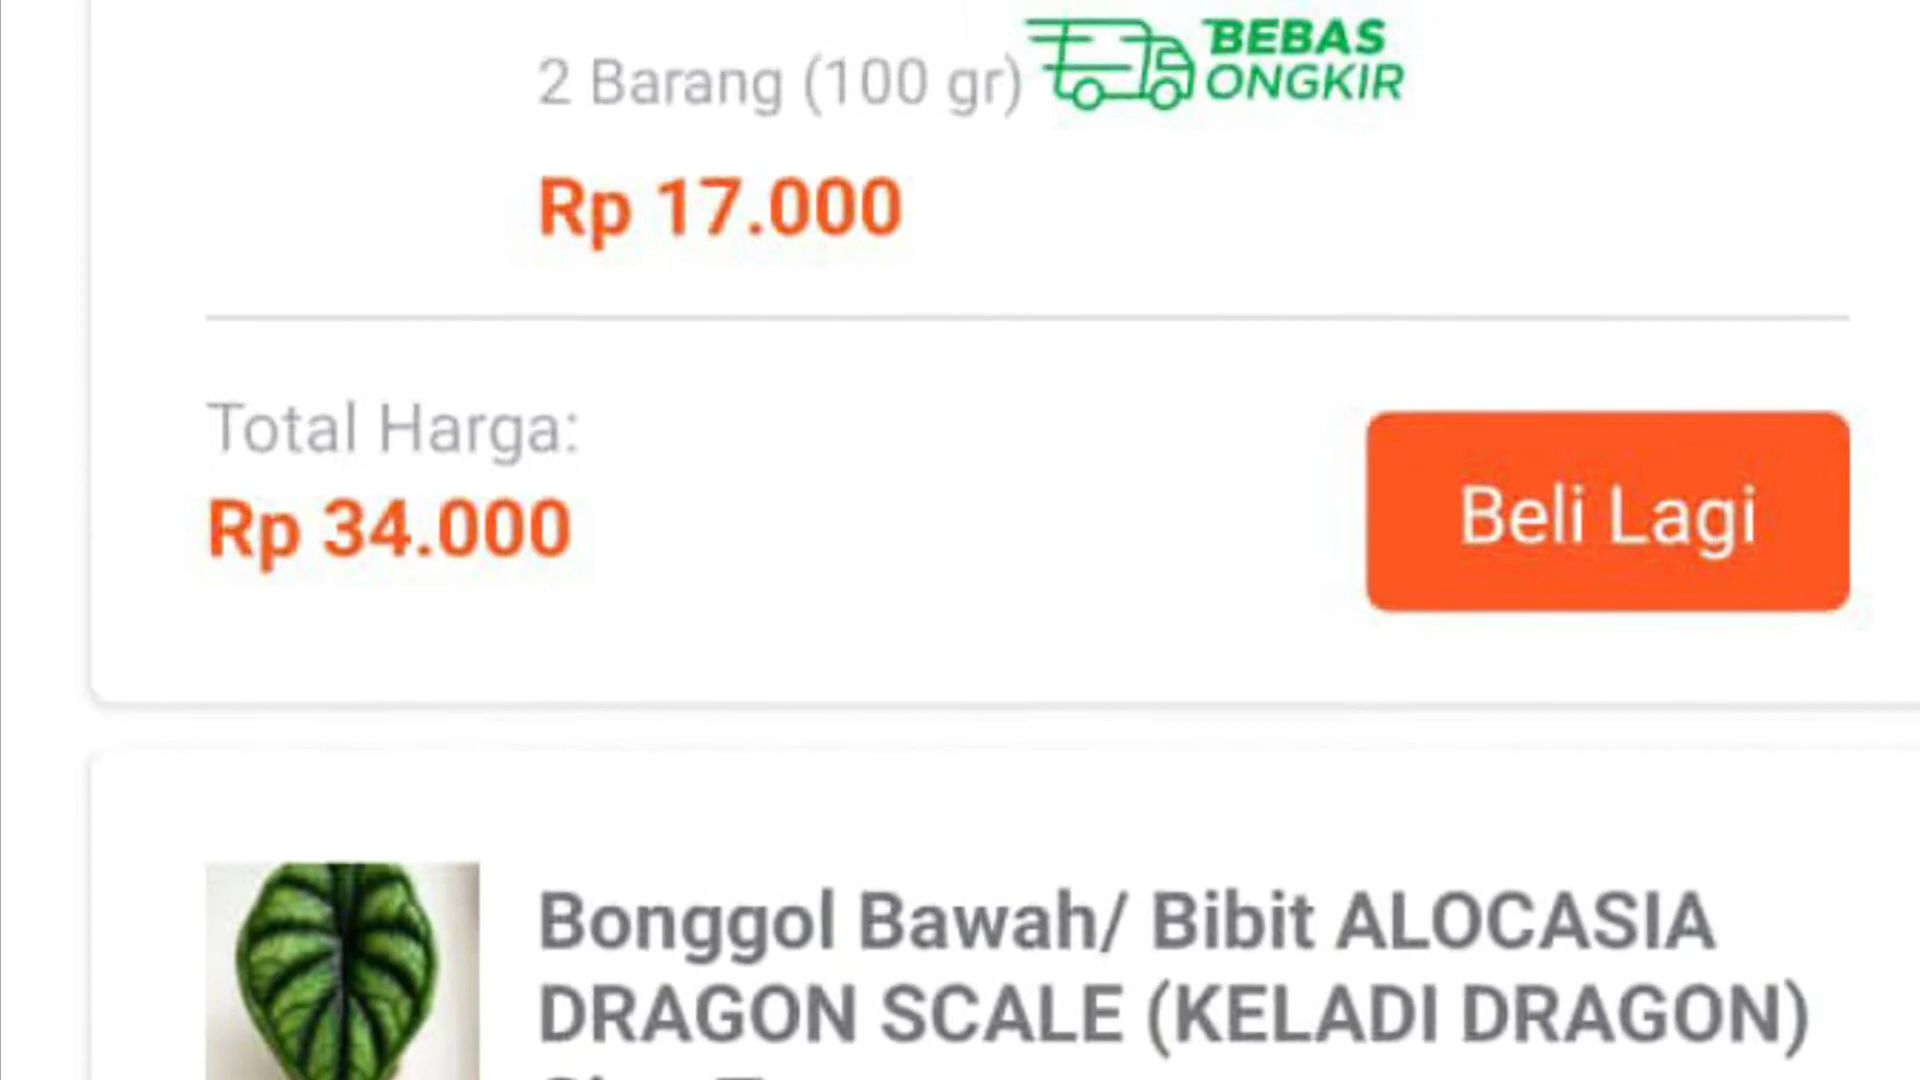 2 Barang (100 gr) BEBAS ONGKIR
Rp 17.000
Total Harga:
Rp 34.000
Beli Lagi
Bonggol Bawah/ Bibit ALOCASIA
DRAGON SCALE (KELADI DRAGON)